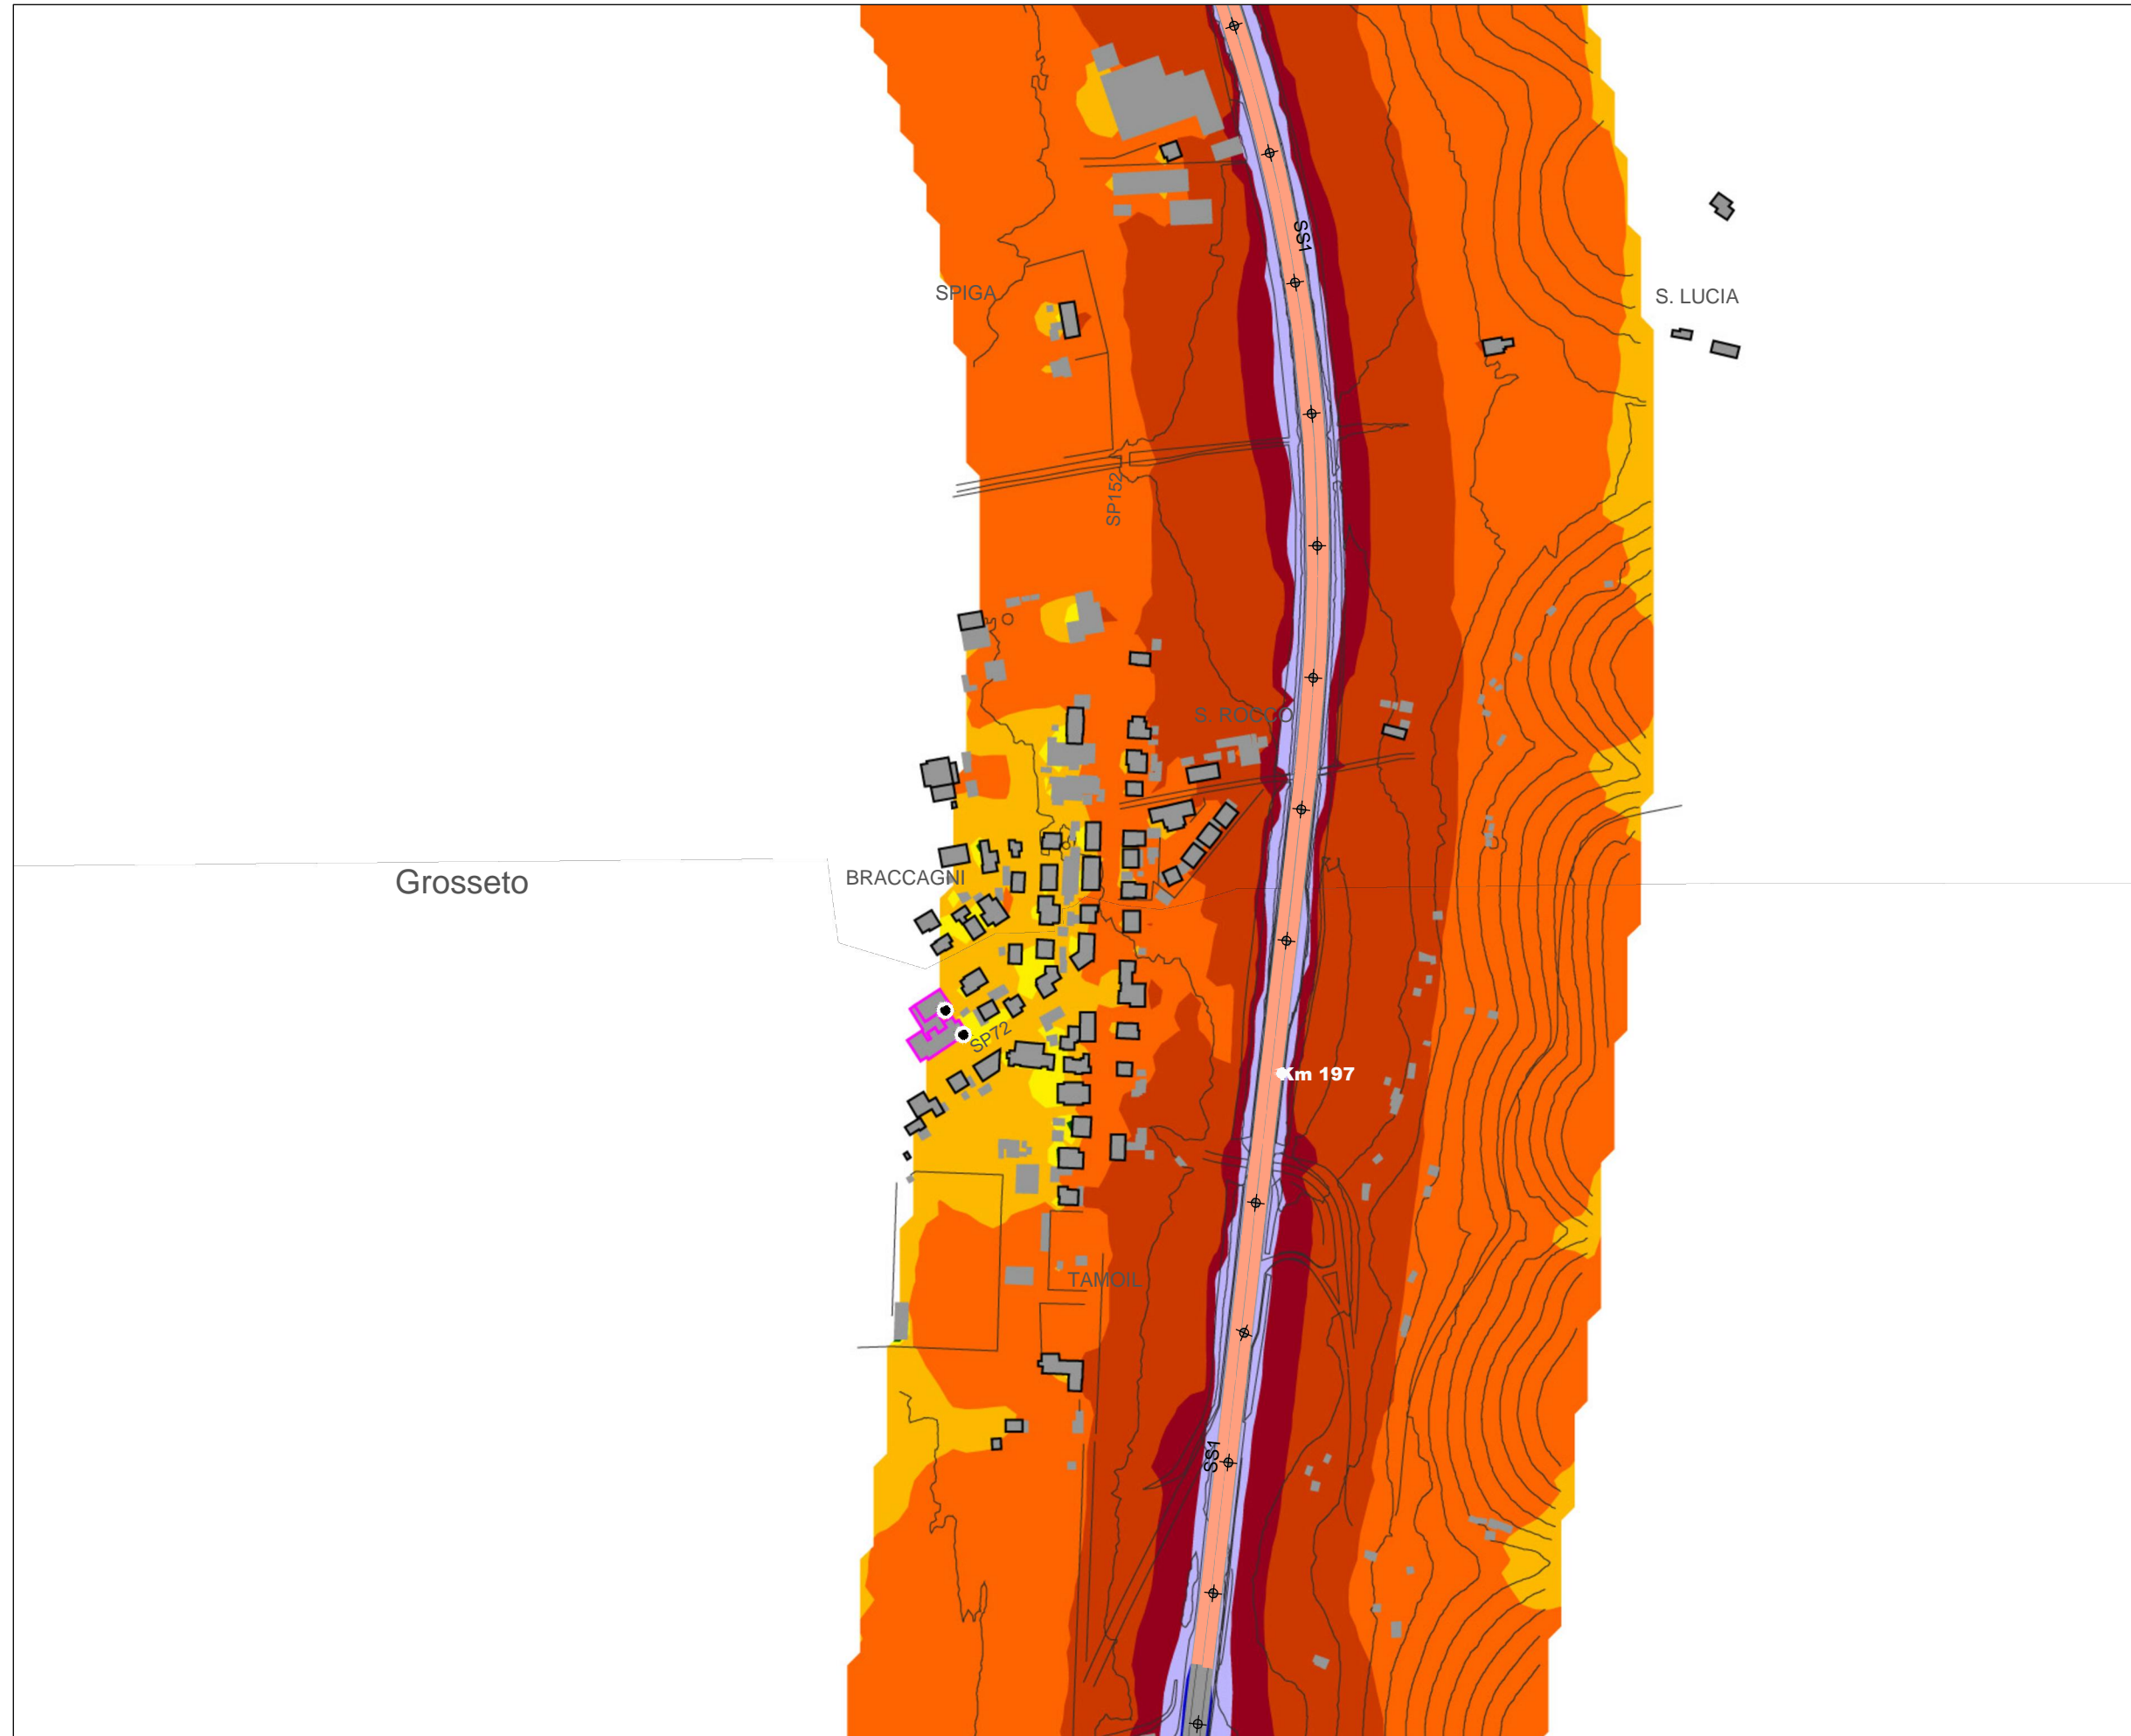 SS1
SPIGA
S. LUCIA
SP152
S. ROCCO
Grosseto
BRACCAGNI
SP72
Km 197
TAMOIL
SS1